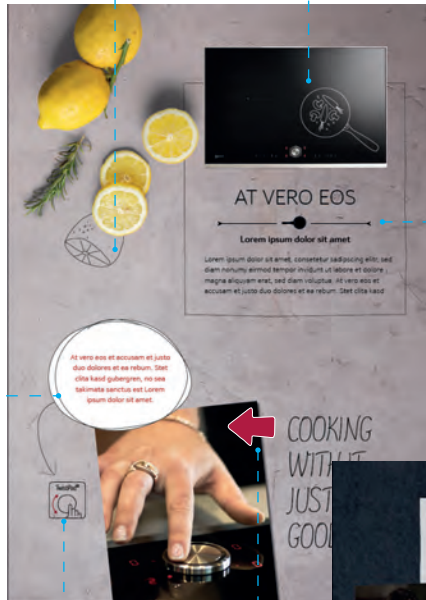 AT VERO EOS
Lorem ipsum dolor sit amet
Lorem ipsum dolor sit amet, consetetur sadipscing elitr, sed
diam nonumy eirmod tempor invidunt ut labore et dolore
magna aliquyam erat, sed diam voluptua. At vero eos et
accusam et justo duo dolores et ea rebum. Stet clita kasd
At vero eos et accusam et justo
duo dolores et ea rebum. Stet
clita kasd gubergren, no sea
takimata sanctus est Lorem
ipsum dolor sit amet.
TwistPad®
COOKING
WITH IT
JUST